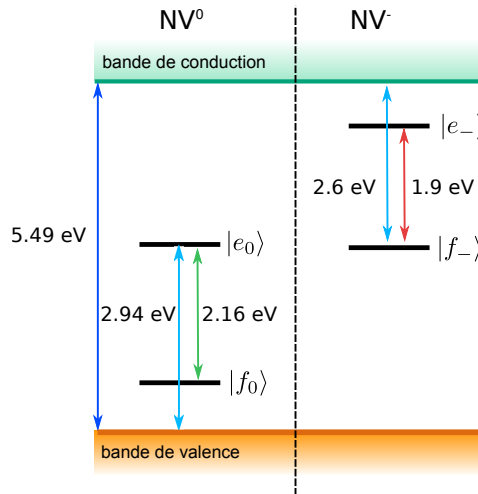 NV⁰
NV⁻
bande de conduction
|e₋⟩
2.6 eV
1.9 eV
5.49 eV
|e₀⟩
|f₋⟩
2.94 eV
2.16 eV
|f₀⟩
bande de valence